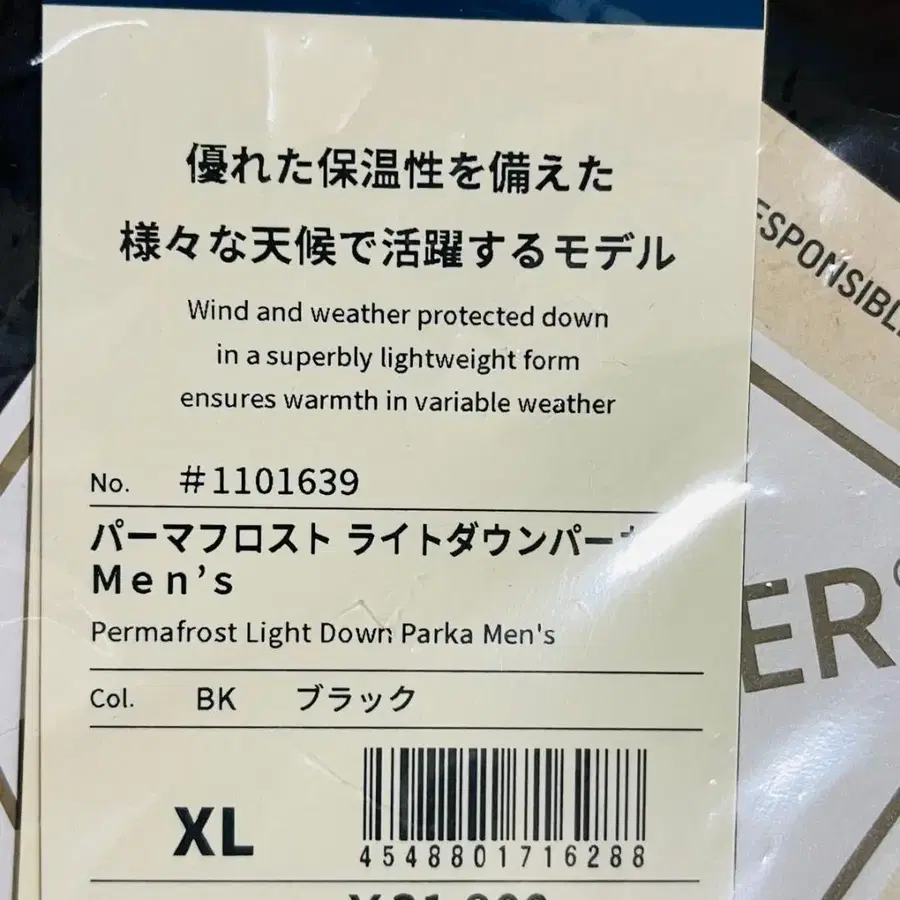 優れた保温性を備えた
様々な天候で活躍するモデル
Wind and weather protected down
in a superbly lightweight form
ensures warmth in variable weather
No. #1101639
パーマフロスト ライトダウンパー
Men’s
Permafrost Light Down Parka Men's
Col. BK ブラック
XL
4548801716288